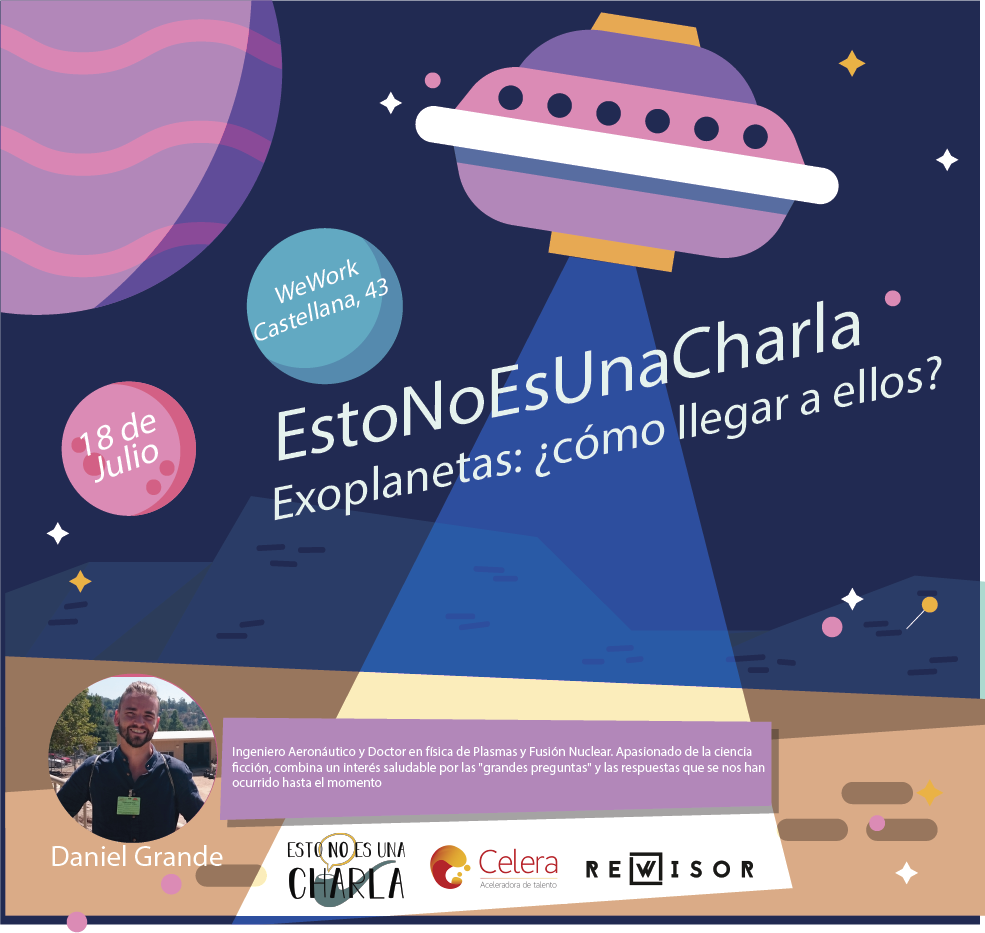 WeWork
Castellana, 43
18 de
Julio
EstoNoEsUnaCharla
Exoplanetas: ¿cómo llegar a ellos?
Ingeniero Aeronáutico y Doctor en física de Plasmas y Fusión Nuclear. Apasionado de la ciencia
ficción, combina un interés saludable por las "grandes preguntas" y las respuestas que se nos han
ocurrido hasta el momento
Daniel Grande
ESTO NO ES UNA
CHARLA
Celera
Aceleradora de talento
REWISOR